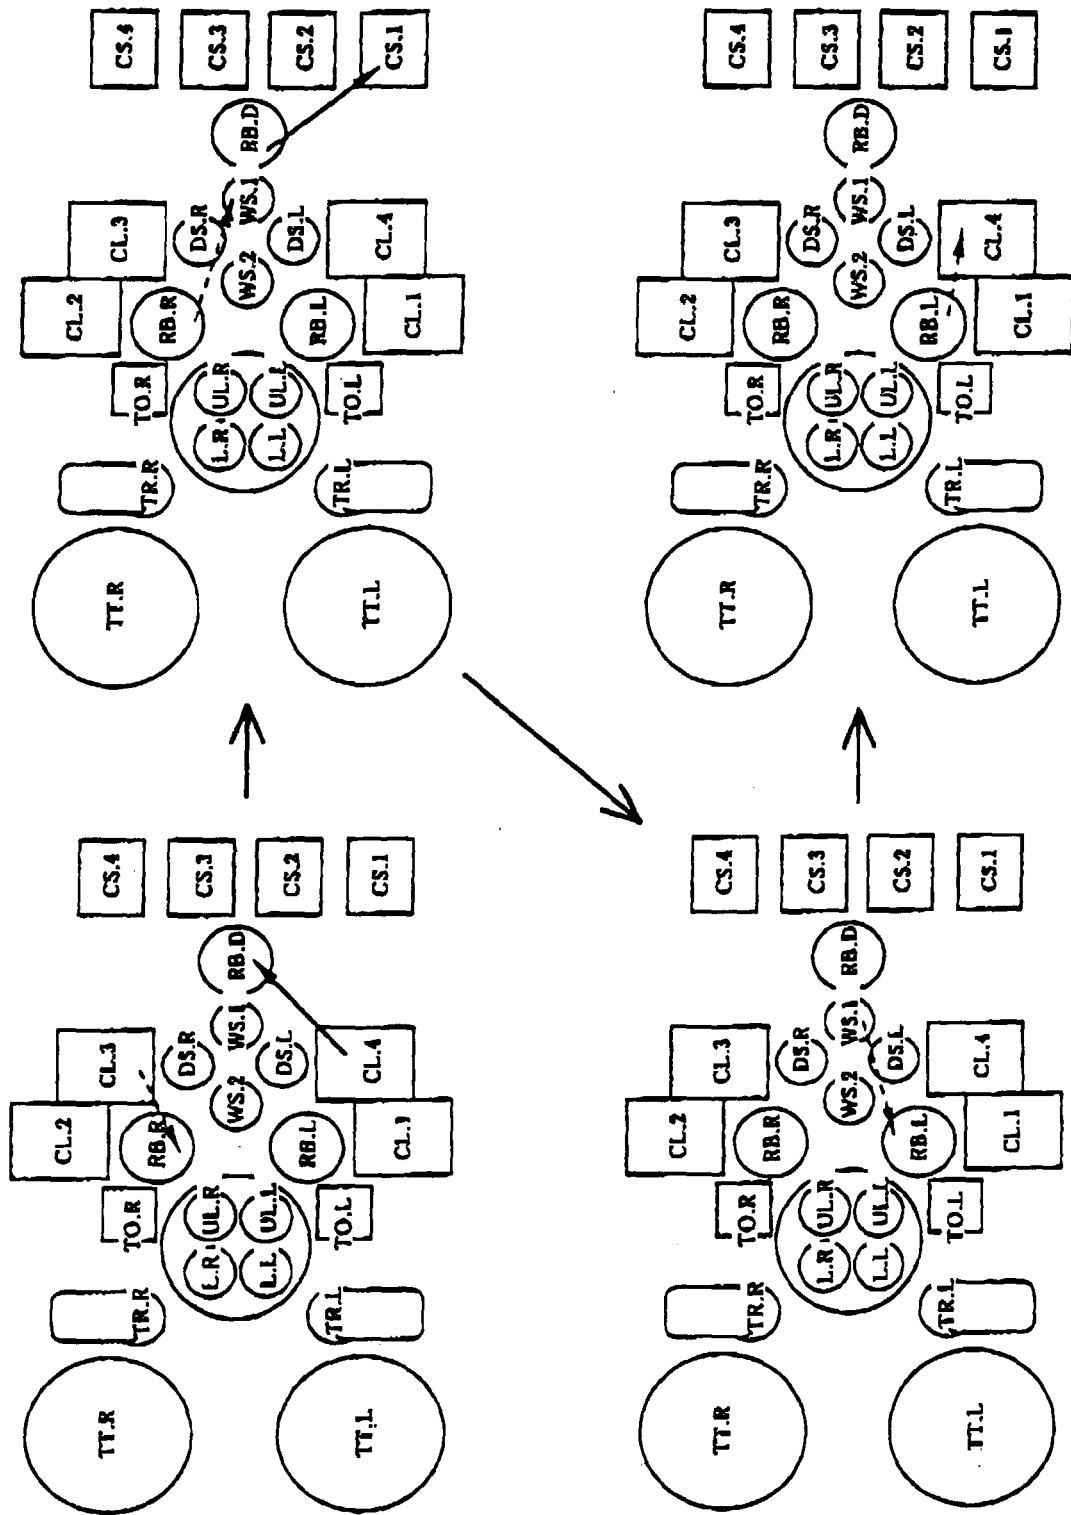 TT.L
TT.R
TR.L
TR.R
L.L
L.R
TO.L
UL.L
UL.R
TO.R
CL.1
RB.L
RB.R
CL.2
WS.2
CL.4
DS.L
DS.R
CL.3
WS.1
RB.D
CS.1
CS.2
CS.3
CS.4
TT.L
TT.R
TR.L
TR.R
L.L
L.R
TO.L
UL.L
UL.R
TO.R
CL.1
RB.L
RB.R
CL.2
WS.2
CL.4
DS.L
DS.R
CL.3
WS.1
RB.D
CS.1
CS.2
CS.3
CS.4
TT.L
TT.R
TR.L
TR.R
L.L
L.R
TO.L
UL.L
UL.R
TO.R
CL.1
RB.L
RB.R
CL.2
WS.2
CL.4
DS.L
DS.R
CL.3
WS.1
RB.D
CS.1
CS.2
CS.3
CS.4
TT.L
TT.R
TR.L
TR.R
L.L
L.R
TO.L
UL.L
UL.R
TO.R
CL.1
RB.L
RB.R
CL.2
WS.2
CL.4
DS.L
DS.R
CL.3
WS.1
RB.D
CS.1
CS.2
CS.3
CS.4